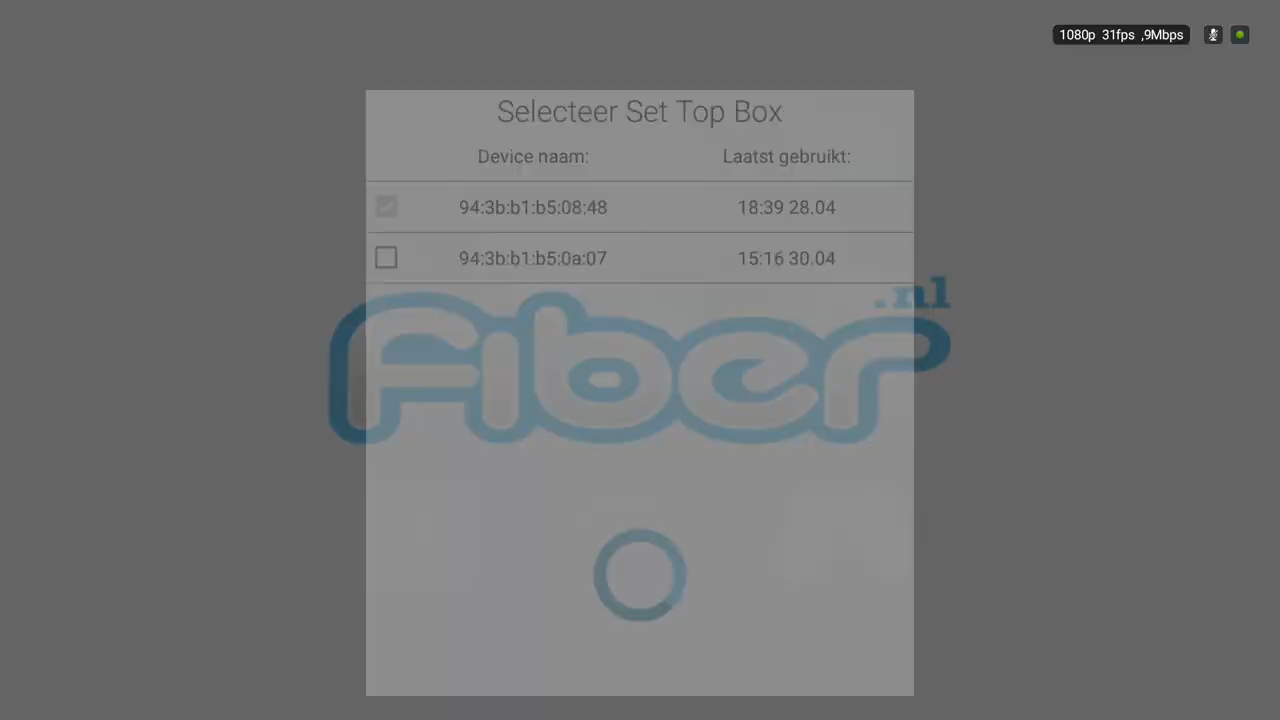 1080p 31fps ,9Mbps
Selecteer Set Top Box
Device naam: Laatst gebruikt:
94:3b:b1:b5:08:48 18:39 28.04
94:3b:b1:b5:0a:07 15:16 30.04
.nl
Fiber